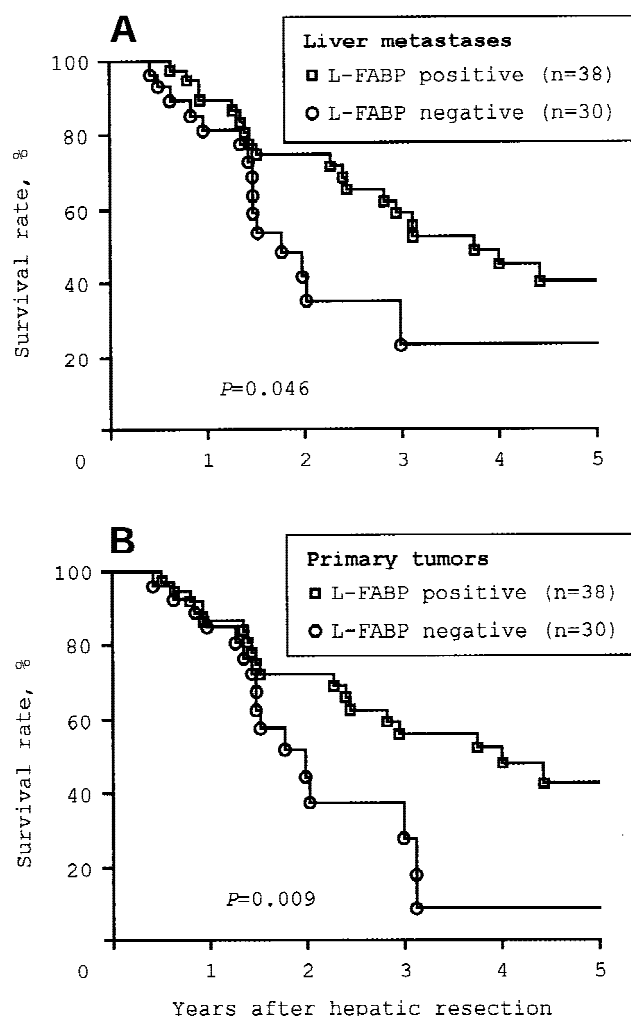 A
Liver metastases
L-FABP positive (n=38)
L-FABP negative (n=30)
100
80
60
40
20
0
Survival rate, %
P=0.046
1 2 3 4 5
B
Primary tumors
L-FABP positive (n=38)
L-FABP negative (n=30)
100
80
60
40
20
0
Survival rate, %
P=0.009
1 2 3 4 5
Years after hepatic resection